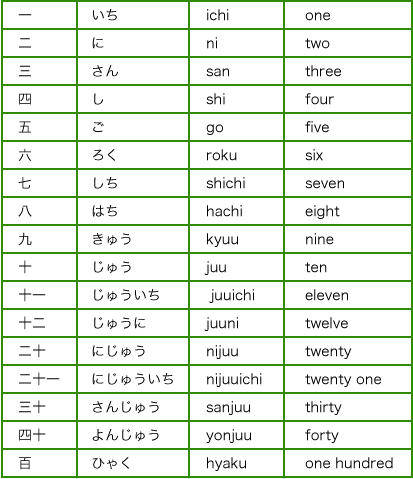 一 いち ichi one
二 に ni two
三 さん san three
四 し shi four
五 ご go five
六 ろく roku six
七 しち shichi seven
八 はち hachi eight
九 きゅう kyuu nine
十 じゅう juu ten
十一 じゅういち juuichi eleven
十二 じゅうに juuni twelve
二十 にじゅう nijuu twenty
二十一 にじゅういち nijuuichi twenty one
三十 さんじゅう sanjuu thirty
四十 よんじゅう yonjuu forty
百 ひゃく hyaku one hundred